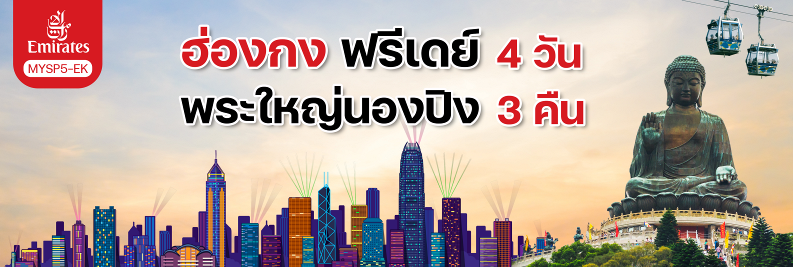 Emirates
MYSP5-EK
ฮ่องกง ฟรีเดย์ 4 วัน
พระใหญ่นองปิง 3 คืน